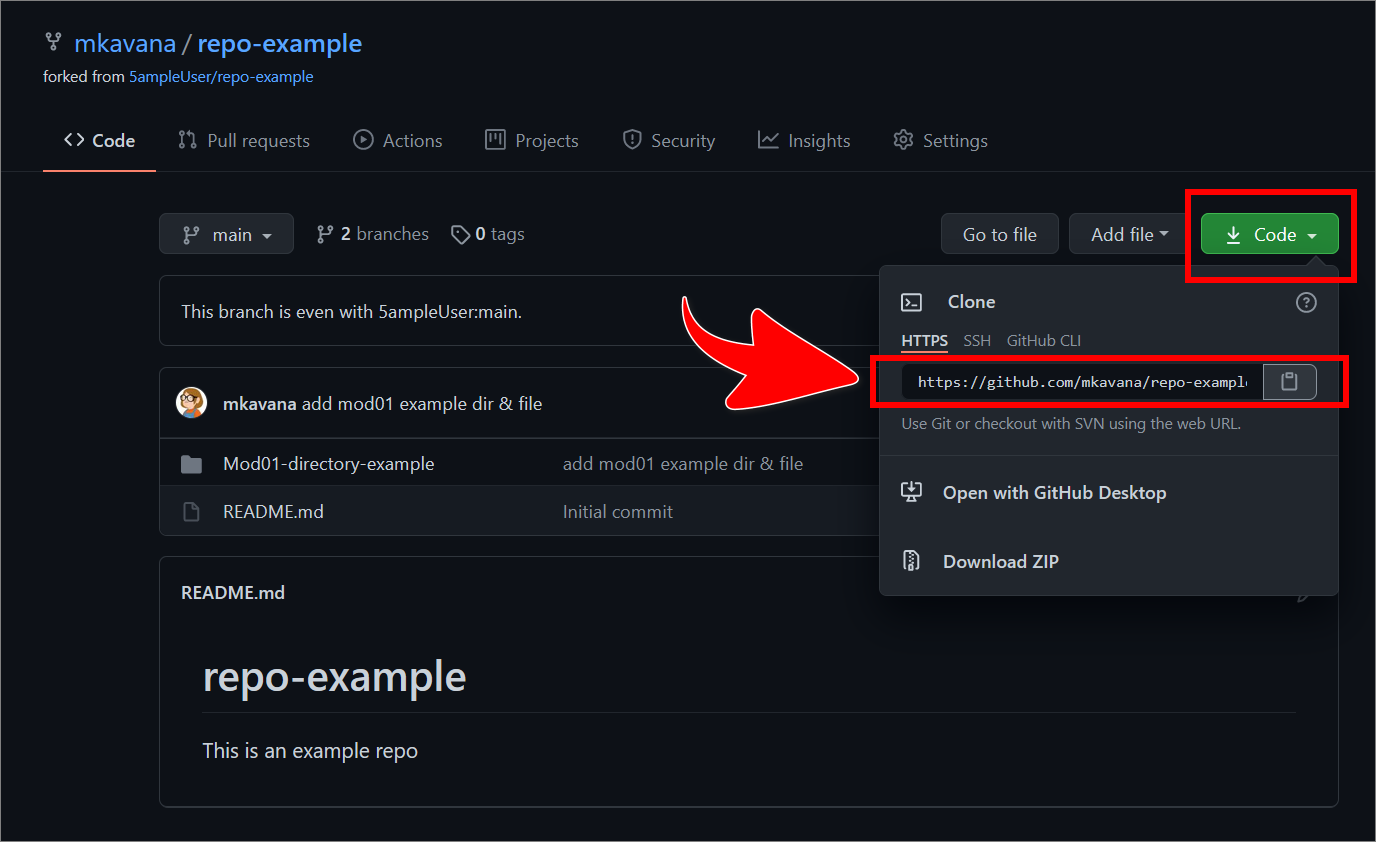 mkavana / repo-example
forked from 5ampleUser/repo-example
Code Pull requests Actions Projects Security Insights Settings
main 2 branches 0 tags Go to file Add file Code
This branch is even with 5ampleUser:main.
Clone
HTTPS SSH GitHub CLI
https://github.com/mkavana/repo-example
Use Git or checkout with SVN using the web URL.
Open with GitHub Desktop
Download ZIP
mkavana add mod01 example dir & file
Mod01-directory-example add mod01 example dir & file
README.md Initial commit
README.md
repo-example
This is an example repo